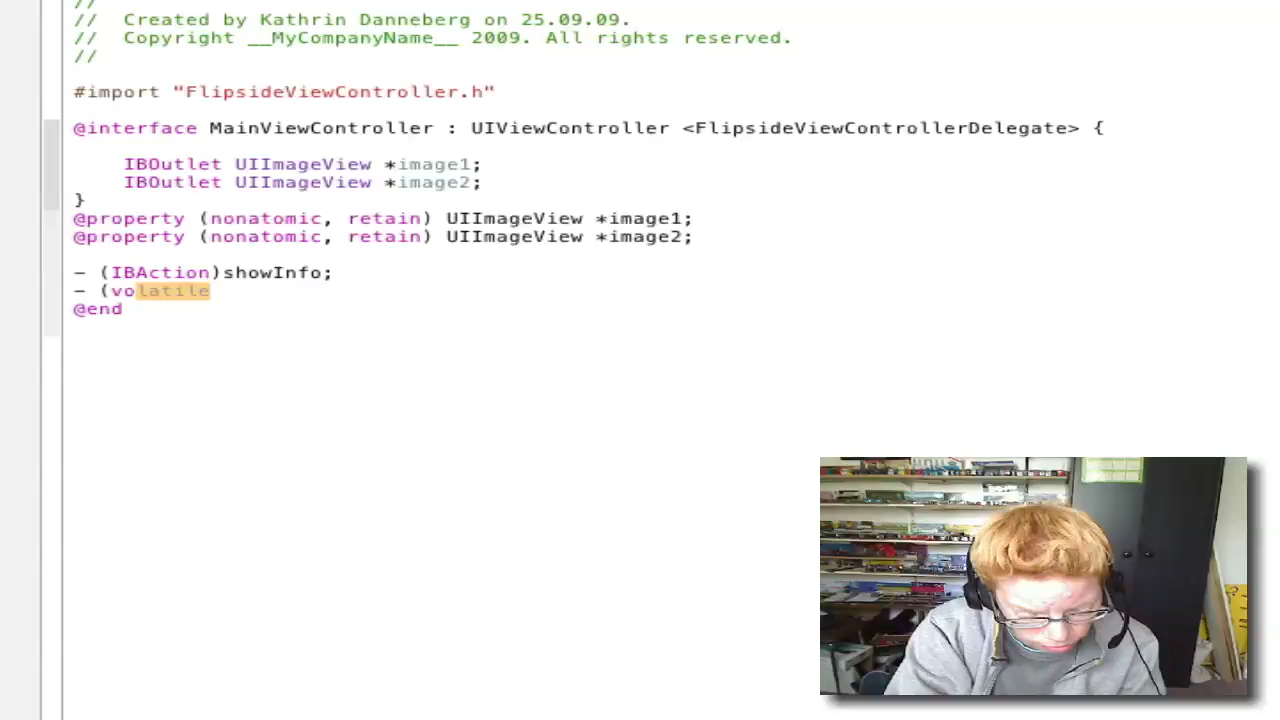 //
//  Created by Kathrin Danneberg on 25.09.09.
//  Copyright __MyCompanyName__ 2009. All rights reserved.
//
#import "FlipsideViewController.h"
@interface MainViewController : UIViewController <FlipsideViewControllerDelegate> {
IBOutlet UIImageView *image1;
IBOutlet UIImageView *image2;
}
@property (nonatomic, retain) UIImageView *image1;
@property (nonatomic, retain) UIImageView *image2;
- (IBAction)showInfo;
- (volatile
@end